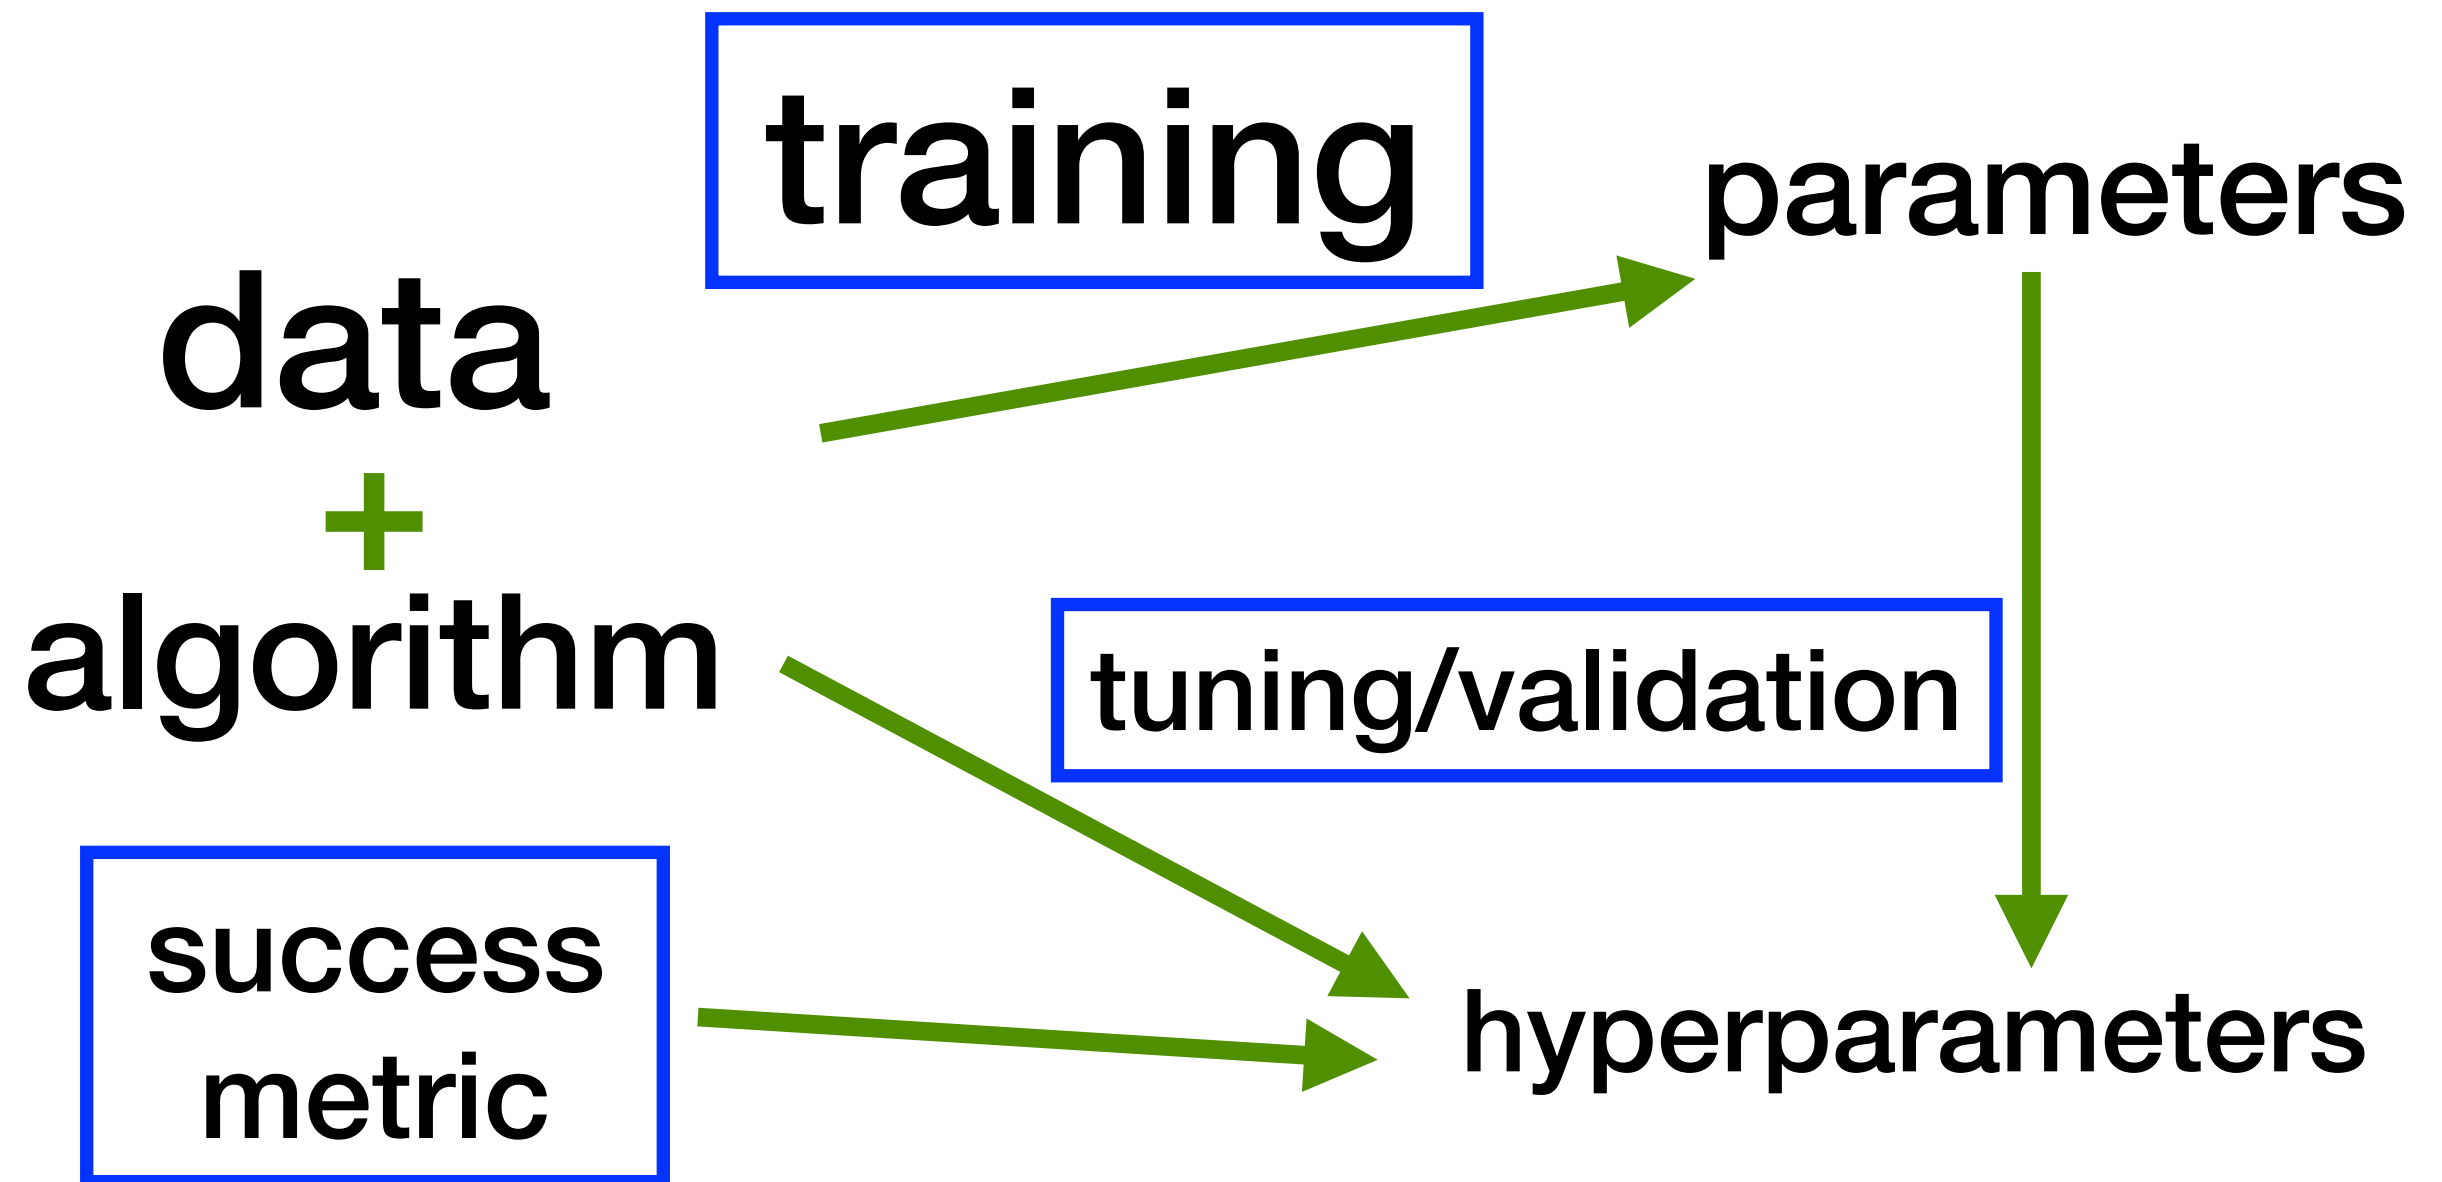 training
parameters
data
+
algorithm
tuning/validation
success
metric
hyperparameters